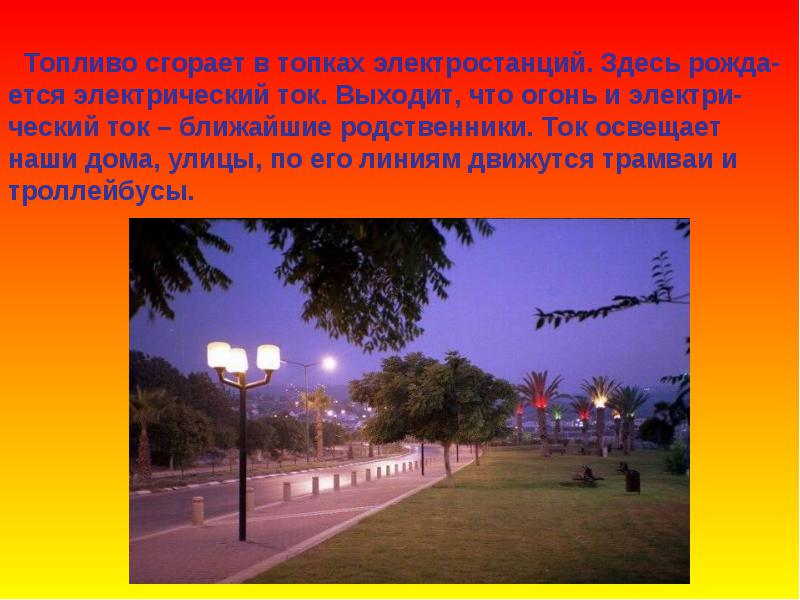 Топливо сгорает в топках электростанций. Здесь рожда-
ется электрический ток. Выходит, что огонь и электри-
ческий ток – ближайшие родственники. Ток освещает
наши дома, улицы, по его линиям движутся трамваи и
троллейбусы.